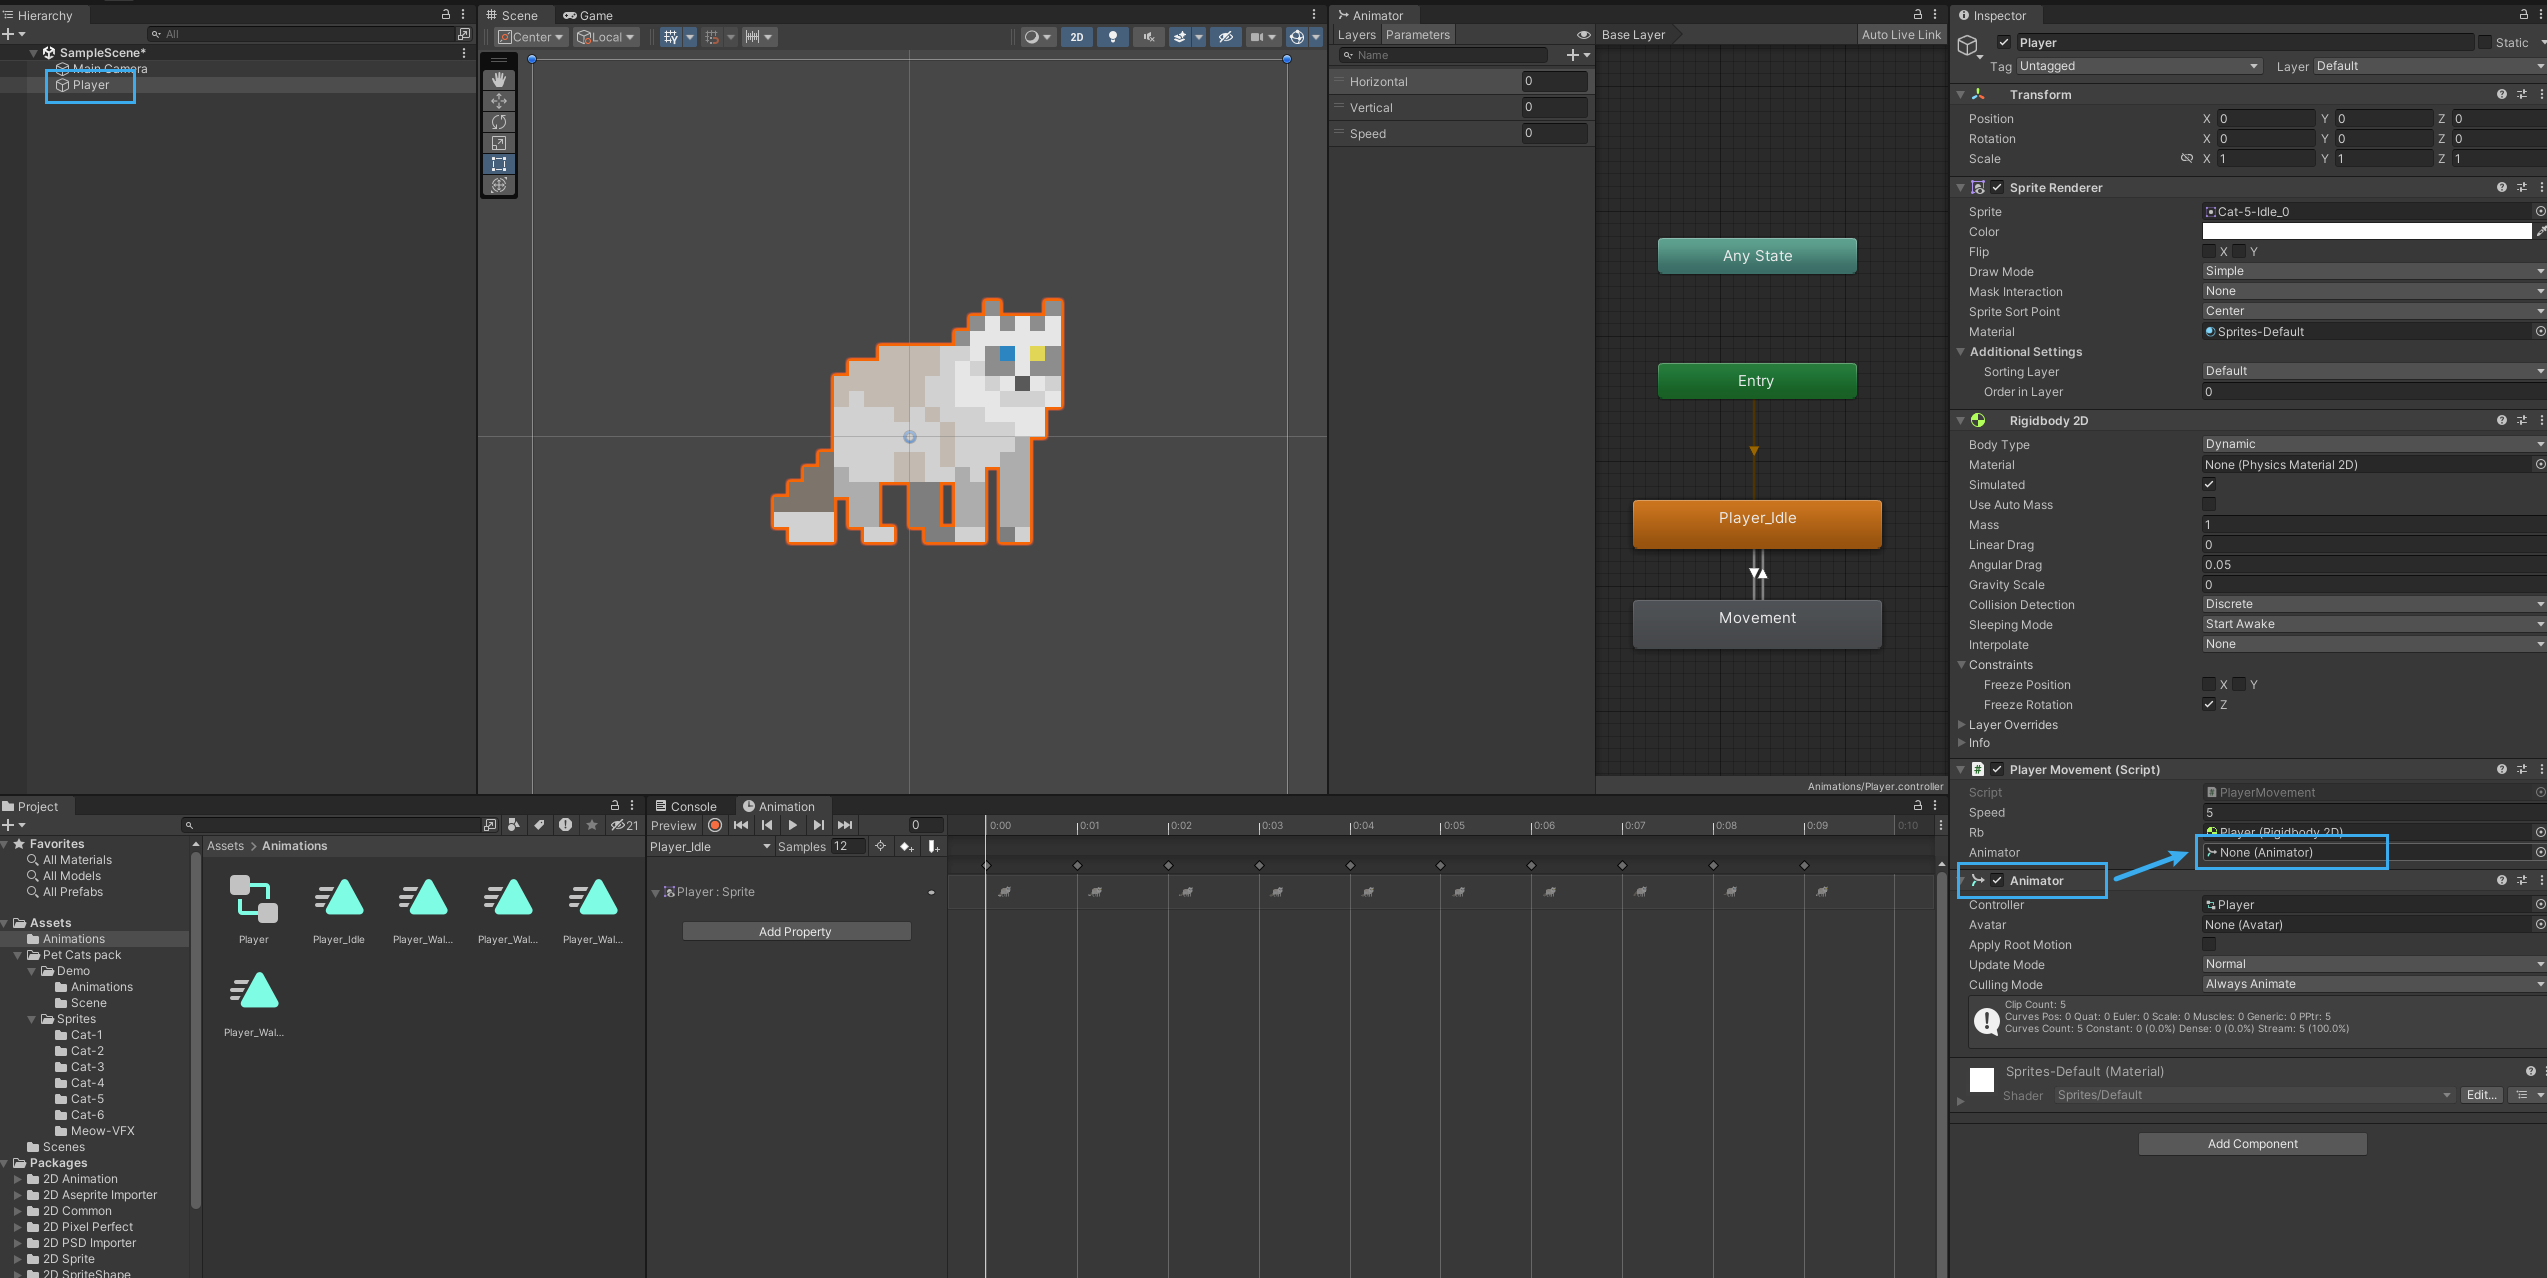 Hierarchy
All
SampleScene*
Main Camera
Player
Scene
Game
Center
Local
2D
Animator
Layers
Parameters
Base Layer
Auto Live Link
Name
Horizontal
0
Vertical
0
Speed
0
Any State
Entry
Player_Idle
Movement
Animations/Player.controller
Inspector
Player
Static
Tag
Untagged
Layer
Default
Transform
Position X 0 Y 0 Z 0
Rotation X 0 Y 0 Z 0
Scale X 1 Y 1 Z 1
Sprite Renderer
Sprite
Cat-5-Idle_0
Color
Flip X Y
Draw Mode Simple
Mask Interaction None
Sprite Sort Point Center
Material Sprites-Default
Additional Settings
Sorting Layer Default
Order in Layer 0
Rigidbody 2D
Body Type Dynamic
Material None (Physics Material 2D)
Simulated
Use Auto Mass
Mass 1
Linear Drag 0
Angular Drag 0.05
Gravity Scale 0
Collision Detection Discrete
Sleeping Mode Start Awake
Interpolate None
Constraints
Freeze Position X Y
Freeze Rotation Z
Layer Overrides
Info
Player Movement (Script)
Script PlayerMovement
Speed 5
Rb Player (Rigidbody 2D)
Animator None (Animator)
Animator
Controller Player
Avatar None (Avatar)
Apply Root Motion
Update Mode Normal
Culling Mode Always Animate
Clip Count: 5
Curves Pos: 0 Quat: 0 Euler: 0 Scale: 0 Muscles: 0 Generic: 0 PPtr: 5
Curves Count: 5 Constant: 0 (0.0%) Dense: 0 (0.0%) Stream: 5 (100.0%)
Sprites-Default (Material)
Shader Sprites/Default
Edit...
Add Component
Project
21
Favorites
All Materials
All Models
All Prefabs
Assets
Animations
Pet Cats pack
Demo
Animations
Scene
Sprites
Cat-1
Cat-2
Cat-3
Cat-4
Cat-5
Cat-6
Meow-VFX
Scenes
Packages
2D Animation
2D Aseprite Importer
2D Common
2D Pixel Perfect
2D PSD Importer
2D Sprite
2D SpriteShape
Assets > Animations
Player
Player_Idle
Player_Wal...
Player_Wal...
Player_Wal...
Player_Wal...
Console
Animation
Preview
0
0:00 0:01 0:02 0:03 0:04 0:05 0:06 0:07 0:08 0:09 0:10
Player_Idle
Samples 12
Player : Sprite
Add Property